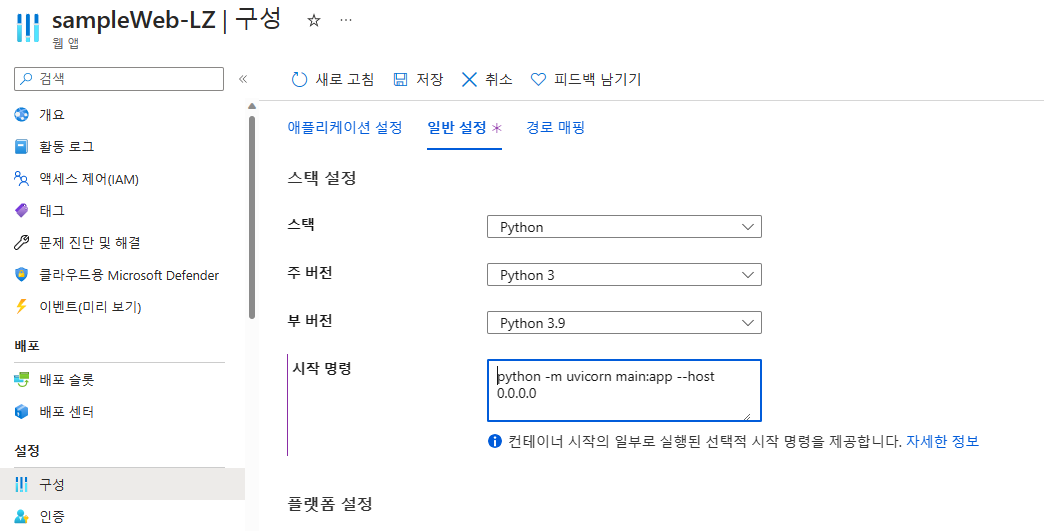 sampleWeb-LZ | 구성
웹 앱
검색
개요
활동 로그
액세스 제어(IAM)
태그
문제 진단 및 해결
클라우드용 Microsoft Defender
이벤트(미리 보기)
배포
배포 슬롯
배포 센터
설정
구성
인증
새로 고침 저장 취소 피드백 남기기
애플리케이션 설정 일반 설정 경로 매핑
스택 설정
스택 Python
주 버전 Python 3
부 버전 Python 3.9
시작 명령 python -m uvicorn main:app --host
0.0.0.0
컨테이너 시작의 일부로 실행된 선택적 시작 명령을 제공합니다. 자세한 정보
플랫폼 설정